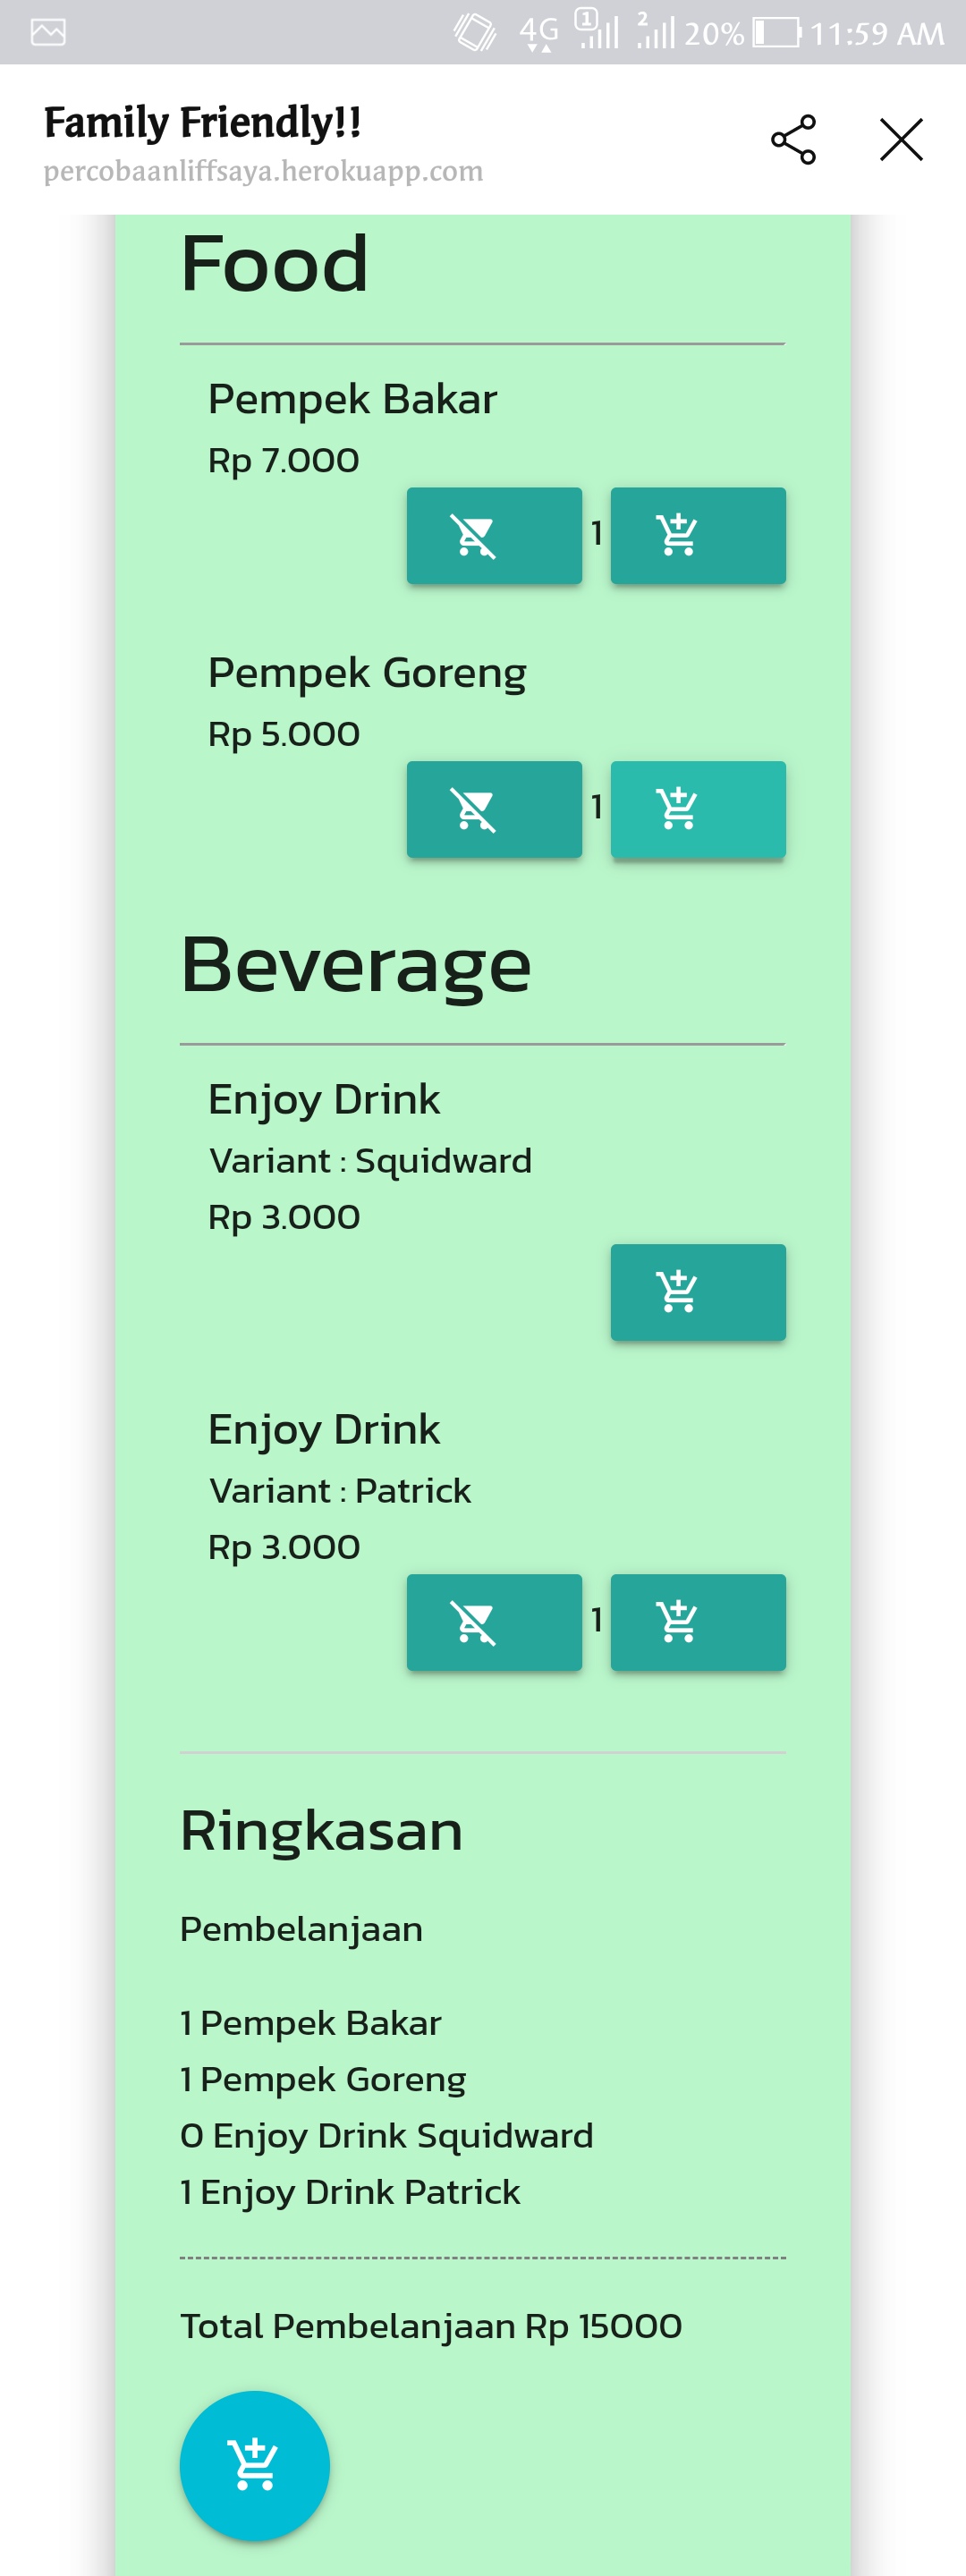 4G 1 2 20% 11:59 AM
Family Friendly!!
percobaanliffsaya.herokuapp.com
Food
Pempek Bakar
Rp 7.000
1
Pempek Goreng
Rp 5.000
1
Beverage
Enjoy Drink
Variant : Squidward
Rp 3.000
Enjoy Drink
Variant : Patrick
Rp 3.000
1
Ringkasan
Pembelanjaan
1 Pempek Bakar
1 Pempek Goreng
0 Enjoy Drink Squidward
1 Enjoy Drink Patrick
Total Pembelanjaan Rp 15000